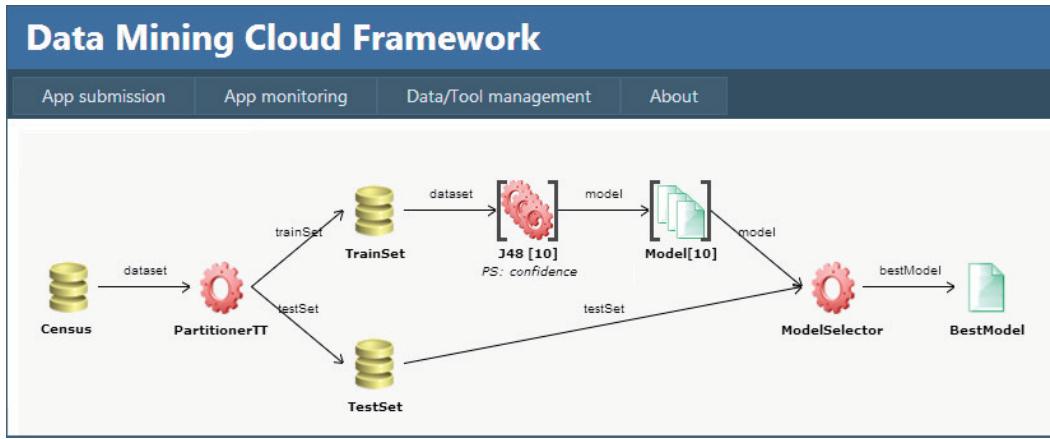 Data Mining Cloud Framework
App submission App monitoring Data/Tool management About
dataset
Census
PartitionerTT
trainSet
testSet
TrainSet
TestSet
dataset
J48 [10]
PS: confidence
model
Model[10]
model
testSet
ModelSelector
bestModel
BestModel